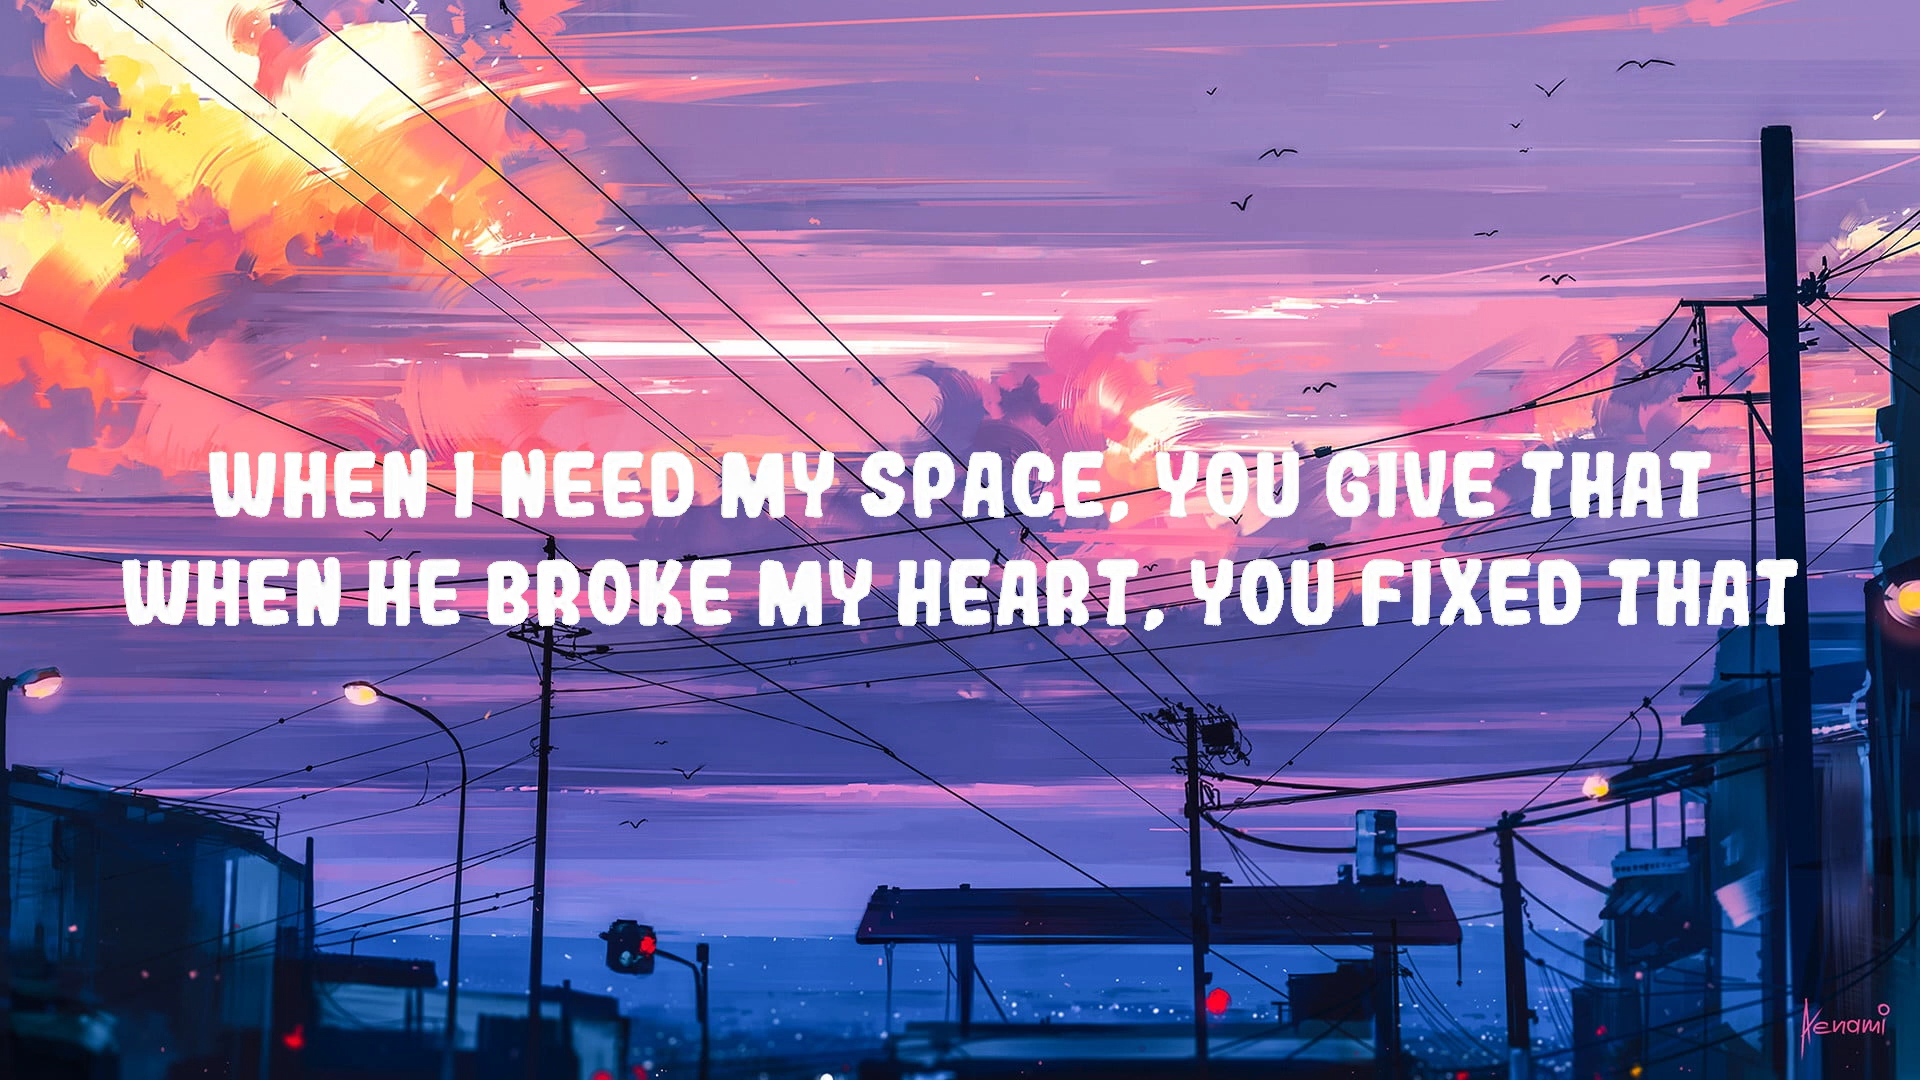 WHEN I NEED MY SPACE, YOU GIVE THAT
WHEN HE BROKE MY HEART, YOU FIXED THAT
Aenami